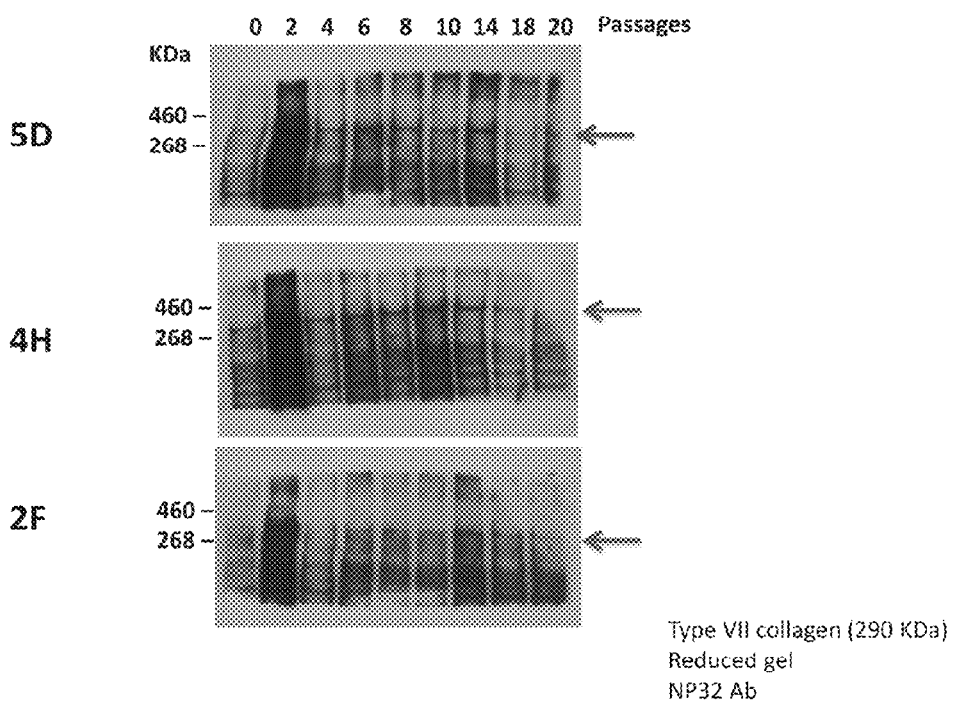 0 2 4 6 8 10 14 18 20 Passages
KDa
5D
460
268
4H
460
268
2F
460
268
Type VII collagen (290 KDa)
Reduced gel
NP32 Ab